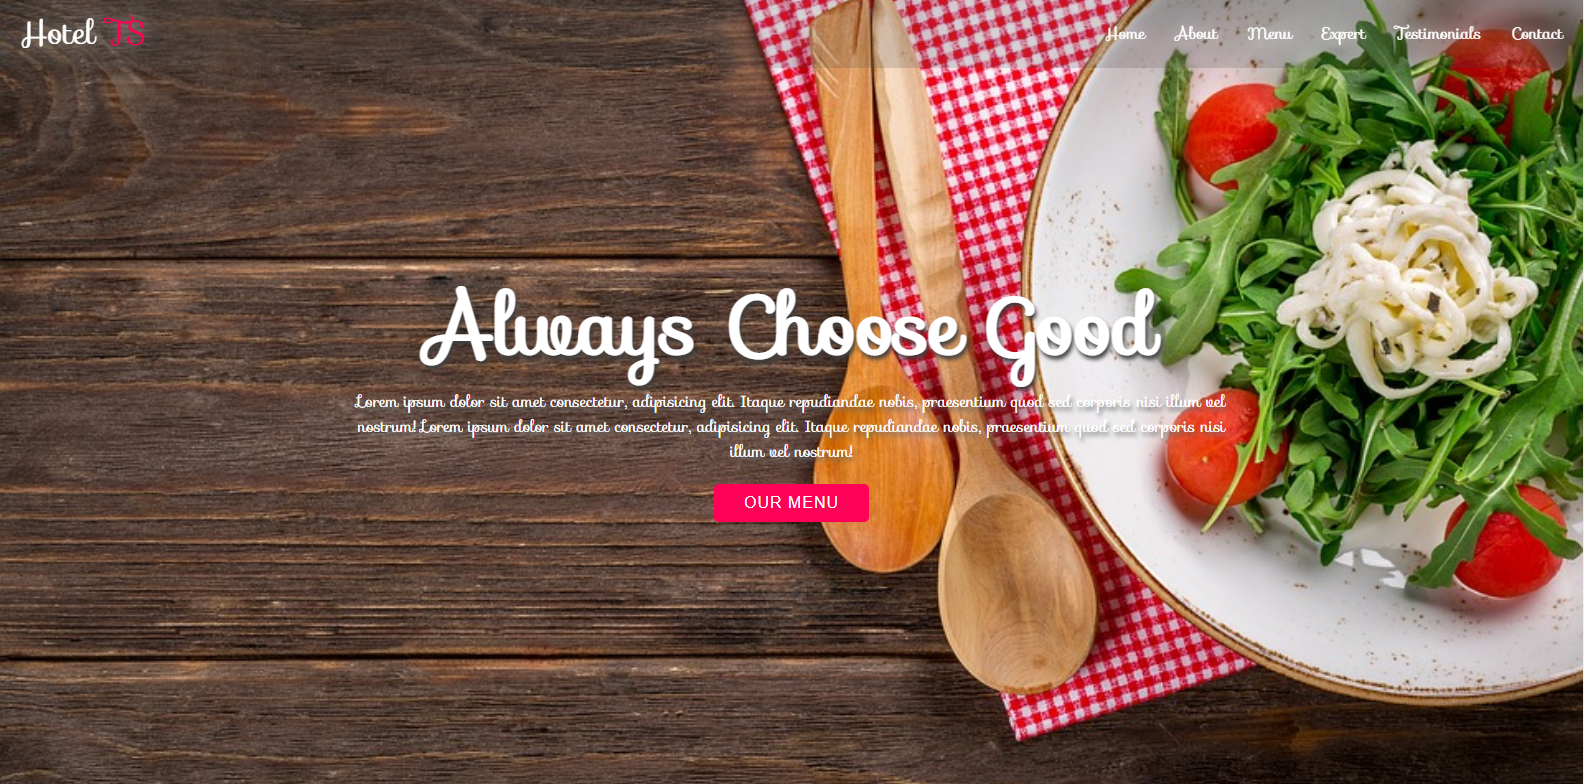 Hotel TS
Home About Menu Expert Testimonials Contact
Always Choose Good
Lorem ipsum dolor sit amet consectetur, adipisicing elit. Itaque repudiandae nobis, praesentium quod sed corporis nisi illum vel
nostrum! Lorem ipsum dolor sit amet consectetur, adipisicing elit. Itaque repudiandae nobis, praesentium quod sed corporis nisi
illum vel nostrum!
OUR MENU